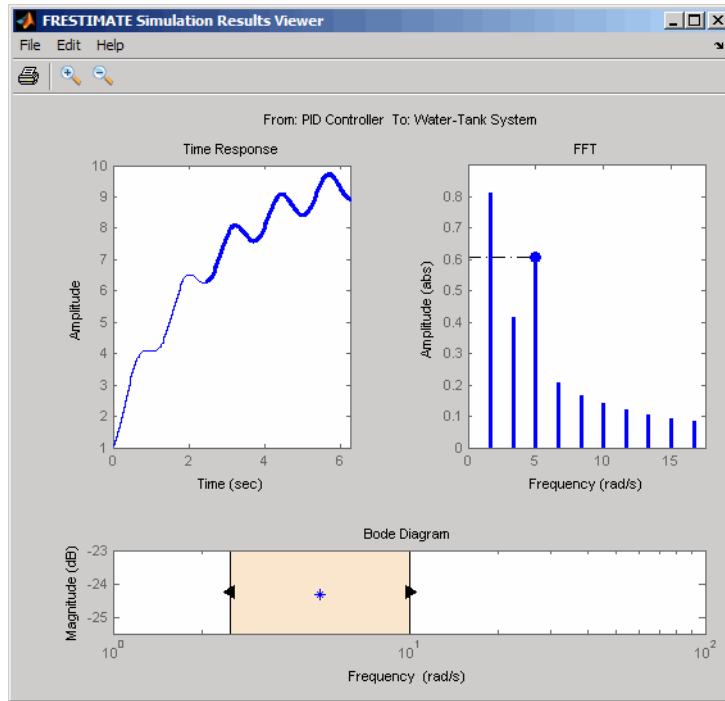 FRESTIMATE Simulation Results Viewer
File Edit Help
From: PID Controller To: Water-Tank System
Time Response
10
9
8
7
6
5
4
3
2
1
0 2 4 6
Amplitude
Time (sec)
FFT
0.8
0.7
0.6
0.5
0.4
0.3
0.2
0.1
0
0 5 10 15
Amplitude (abs)
Frequency (rad/s)
Bode Diagram
-23
-24
-25
Magnitude (dB)
10^0 10^1 10^2
Frequency (rad/s)